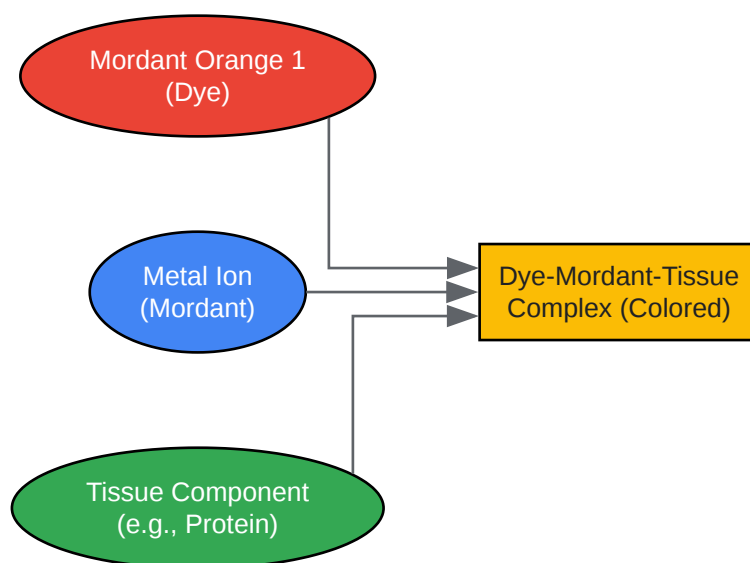 Mordant Orange 1
(Dye)
Metal Ion
(Mordant)
Dye-Mordant-Tissue
Complex (Colored)
Tissue Component
(e.g., Protein)